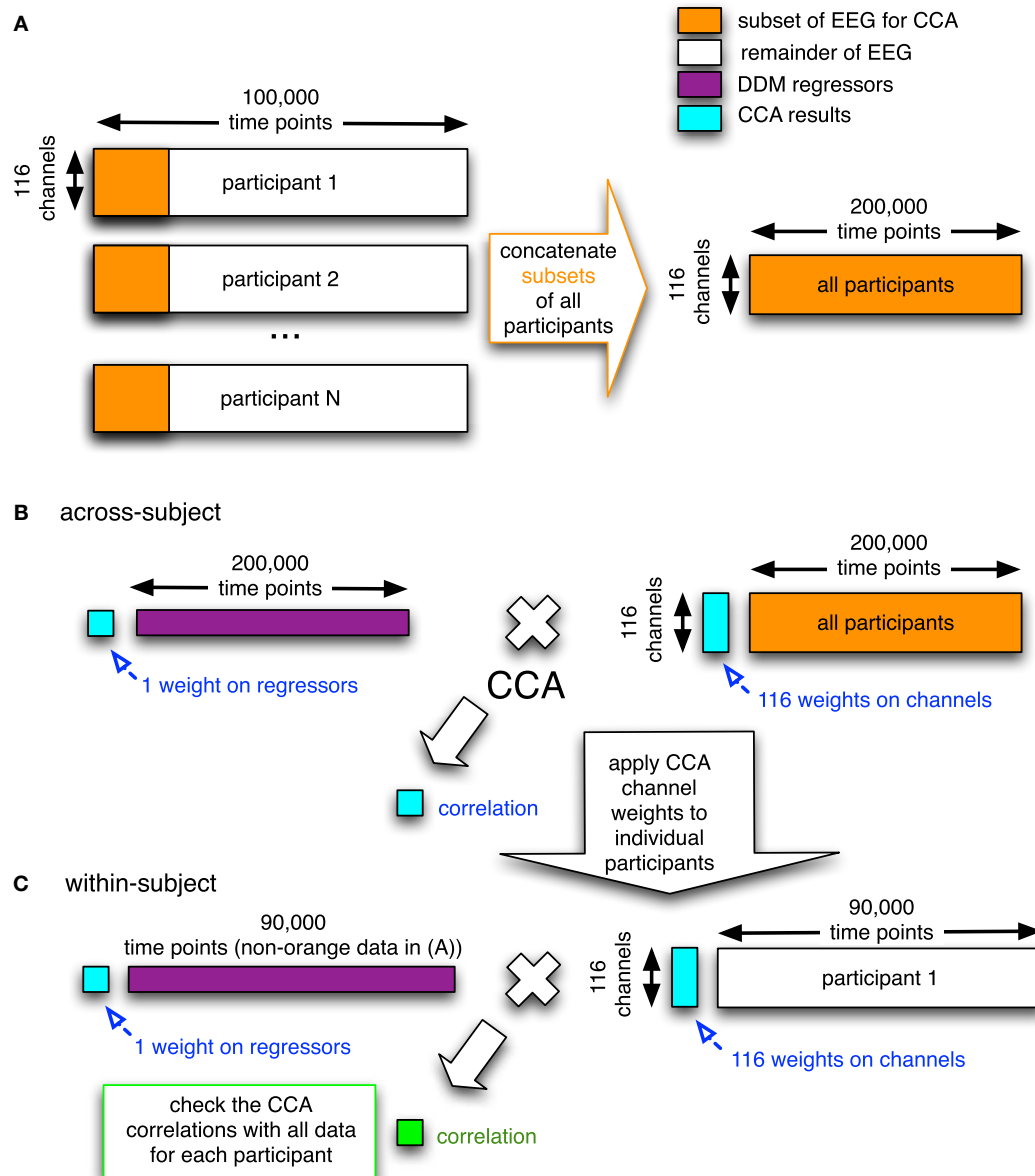 A
subset of EEG for CCA
remainder of EEG
DDM regressors
CCA results
100,000
time points
116
channels
participant 1
participant 2
...
participant N
concatenate
subsets
of all
participants
200,000
time points
116
channels
all participants
B across-subject
200,000
time points
1 weight on regressors
CCA
correlation
200,000
time points
116
channels
all participants
116 weights on channels
apply CCA
channel
weights to
individual
participants
C within-subject
90,000
time points (non-orange data in (A))
1 weight on regressors
90,000
time points
116
channels
participant 1
116 weights on channels
check the CCA
correlations with all data
for each participant
correlation